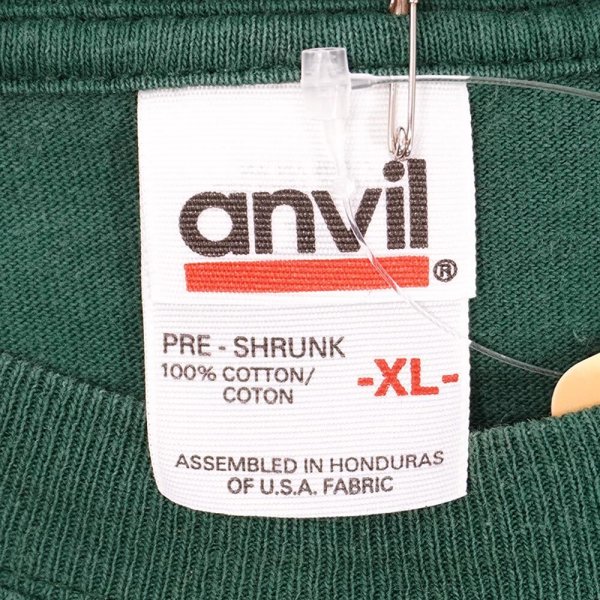 anvil®
PRE - SHRUNK
100% COTTON/
COTON
-XL-
ASSEMBLED IN HONDURAS
OF U.S.A. FABRIC